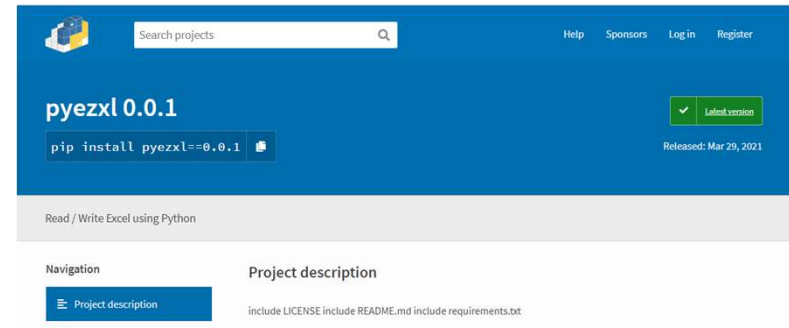 Search projects
Help Sponsors Log in Register
pyezxl 0.0.1
Latest version
pip install pyezxl==0.0.1
Released: Mar 29, 2021
Read / Write Excel using Python
Navigation
Project description
Project description
include LICENSE include README.md include requirements.txt